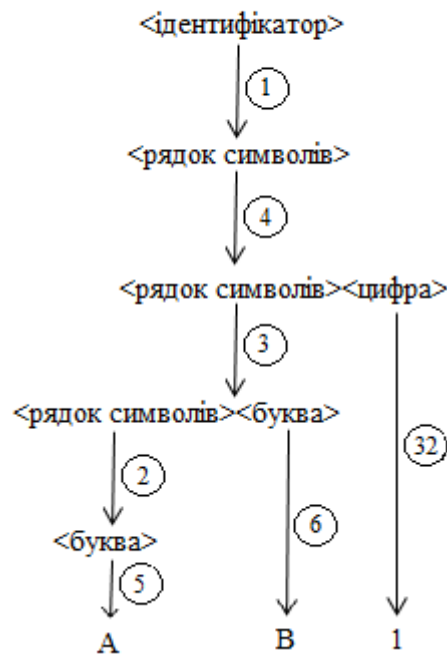 <ідентифікатор>
1
<рядок символів>
4
<рядок символів><цифра>
3
<рядок символів><буква>
32
2
6
<буква>
5
А В 1